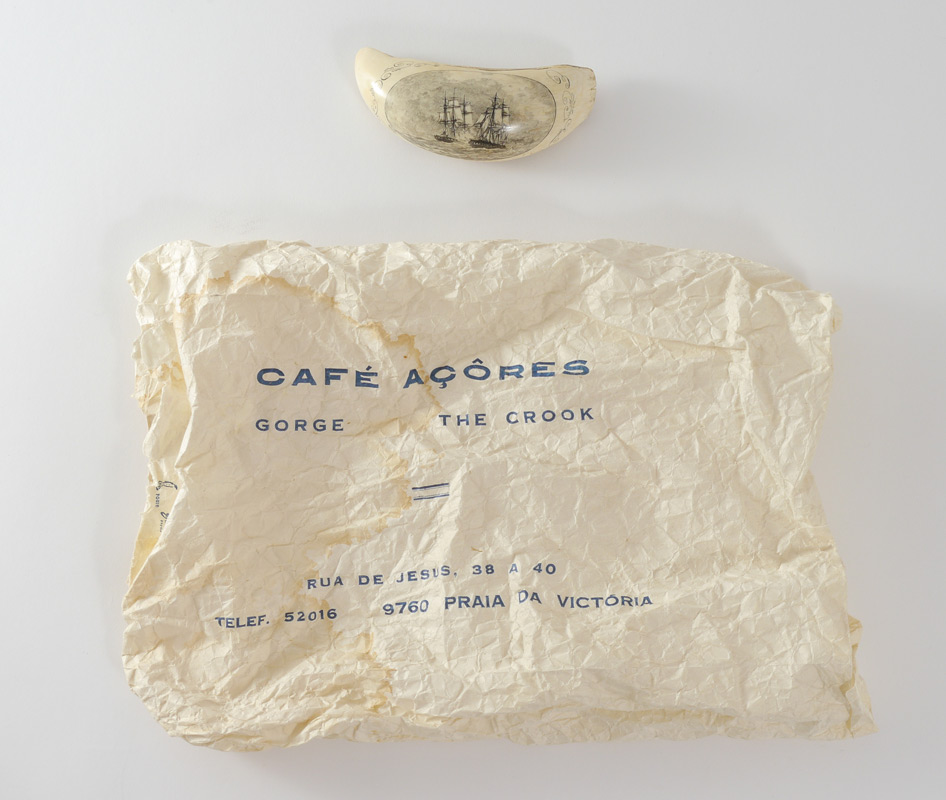 CAFÉ AÇÔRES
GORGE THE CROOK
RUA DE JESUS, 38 A 40
TELEF. 52016 9760 PRAIA DA VICTÓRIA